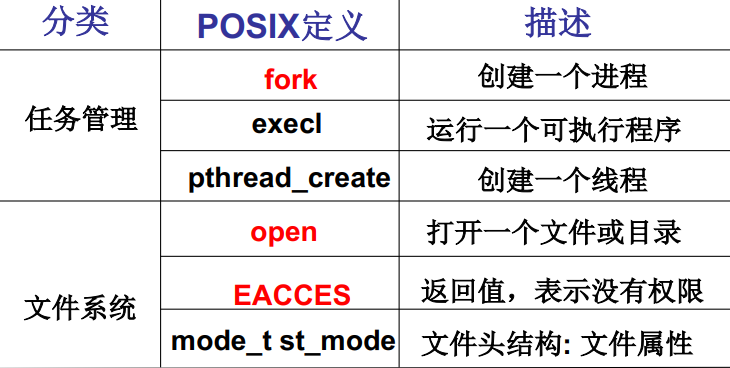 分类 POSIX定义 描述
任务管理
fork 创建一个进程
execl 运行一个可执行程序
pthread_create 创建一个线程
文件系统
open 打开一个文件或目录
EACCES 返回值，表示没有权限
mode_t st_mode 文件头结构: 文件属性